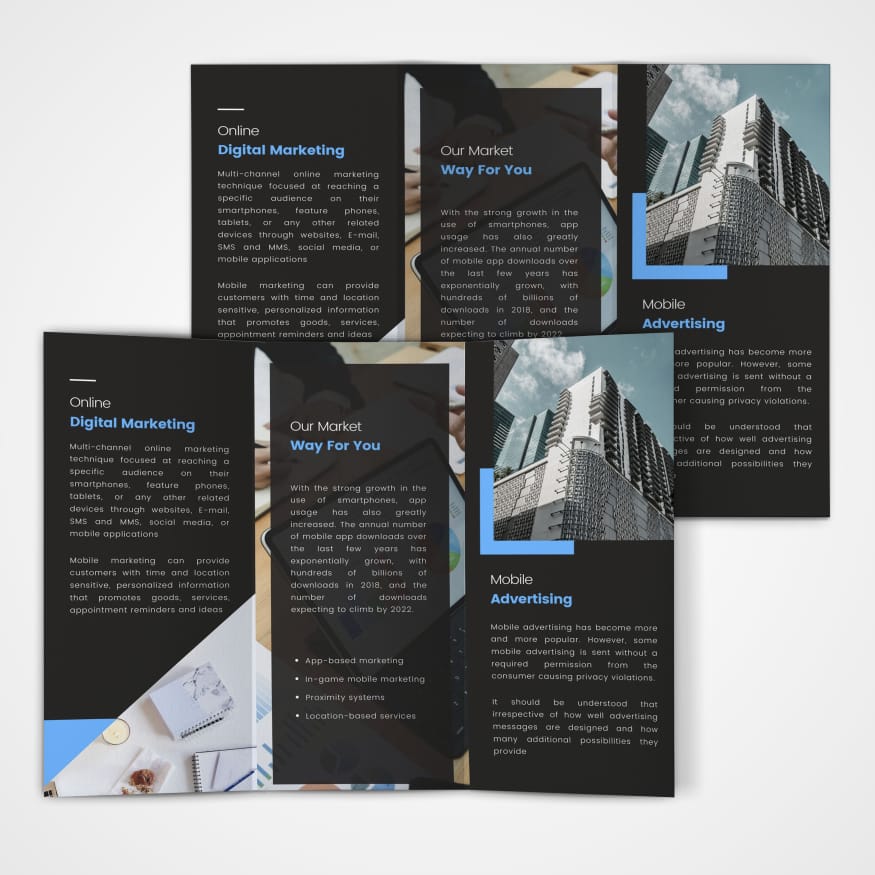 Online
Digital Marketing
Multi-channel online marketing
technique focused at reaching a
specific audience on their
smartphones, feature phones,
tablets, or any other related
devices through websites, E-mail,
SMS and MMS, social media, or
mobile applications
Mobile marketing can provide
customers with time and location
sensitive, personalized information
that promotes goods, services,
appointment reminders and ideas
Our Market
Way For You
With the strong growth in the
use of smartphones, app
usage has also greatly
increased. The annual number
of mobile app downloads over
the last few years has
exponentially grown, with
hundreds of billions of
downloads in 2018, and the
number of downloads
expecting to climb by 2022.
Mobile
Advertising
advertising has become more
popular. However, some
advertising is sent without a
permission from the
causing privacy violations.
be understood that
of how well advertising
are designed and how
additional possibilities they
Online
Digital Marketing
Multi-channel online marketing
technique focused at reaching a
specific audience on their
smartphones, feature phones,
tablets, or any other related
devices through websites, E-mail,
SMS and MMS, social media, or
mobile applications
Mobile marketing can provide
customers with time and location
sensitive, personalized information
that promotes goods, services,
appointment reminders and ideas
Our Market
Way For You
With the strong growth in the
use of smartphones, app
usage has also greatly
increased. The annual number
of mobile app downloads over
the last few years has
exponentially grown, with
hundreds of billions of
downloads in 2018, and the
number of downloads
expecting to climb by 2022.
• App-based marketing
• In-game mobile marketing
• Proximity systems
• Location-based services
Mobile
Advertising
Mobile advertising has become more
and more popular. However, some
mobile advertising is sent without a
required permission from the
consumer causing privacy violations.
It should be understood that
irrespective of how well advertising
messages are designed and how
many additional possibilities they
provide